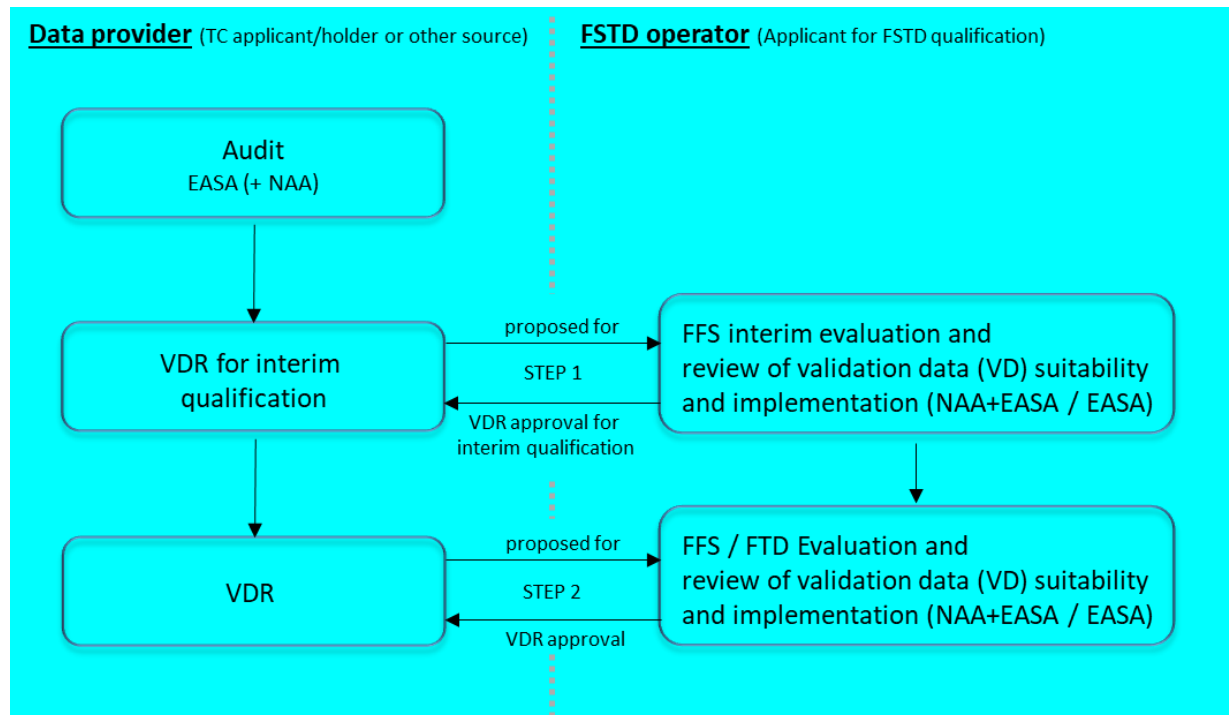 Data provider (TC applicant/holder or other source)
FSTD operator (Applicant for FSTD qualification)
Audit
EASA (+ NAA)
VDR for interim
qualification
proposed for
STEP 1
VDR approval for
interim qualification
FFS interim evaluation and
review of validation data (VD) suitability
and implementation (NAA+EASA / EASA)
VDR
proposed for
STEP 2
VDR approval
FFS / FTD Evaluation and
review of validation data (VD) suitability
and implementation (NAA+EASA / EASA)